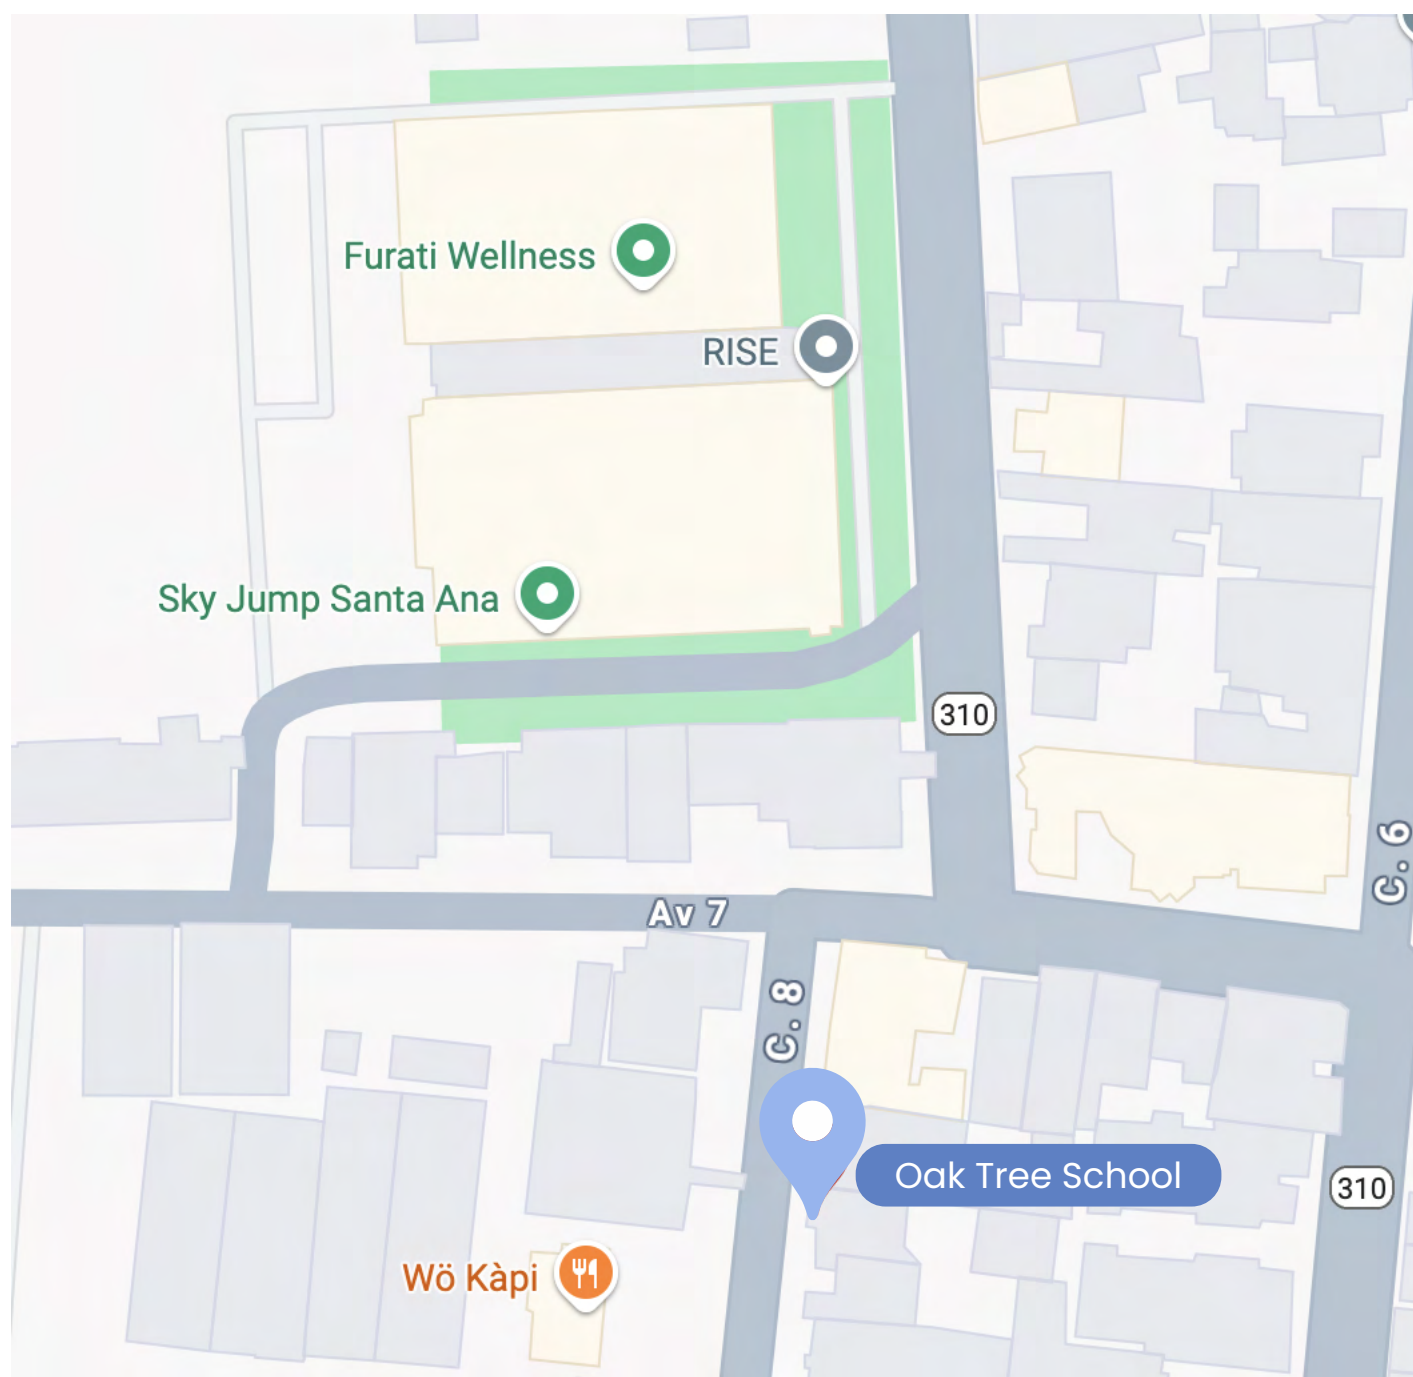 Furati Wellness
RISE
Sky Jump Santa Ana
310
C. 6
Av 7
C. 8
Oak Tree School
310
Wö Kàpi